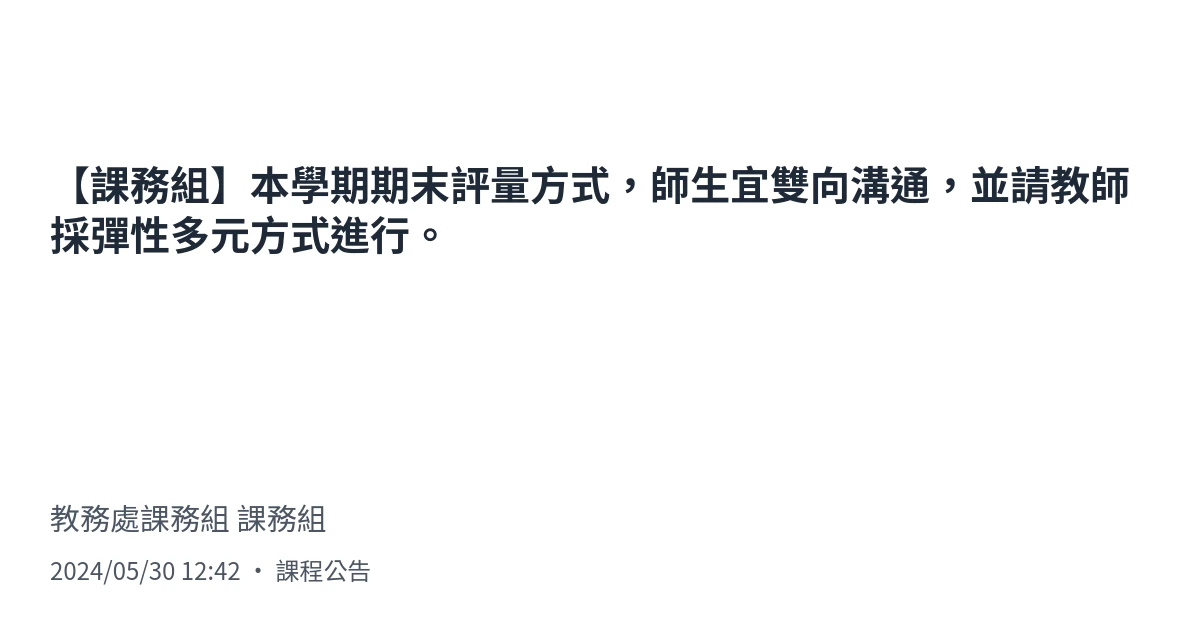 【課務組】本學期期末評量方式，師生宜雙向溝通，並請教師
採彈性多元方式進行。
教務處課務組 課務組
2024/05/30 12:42 • 課程公告